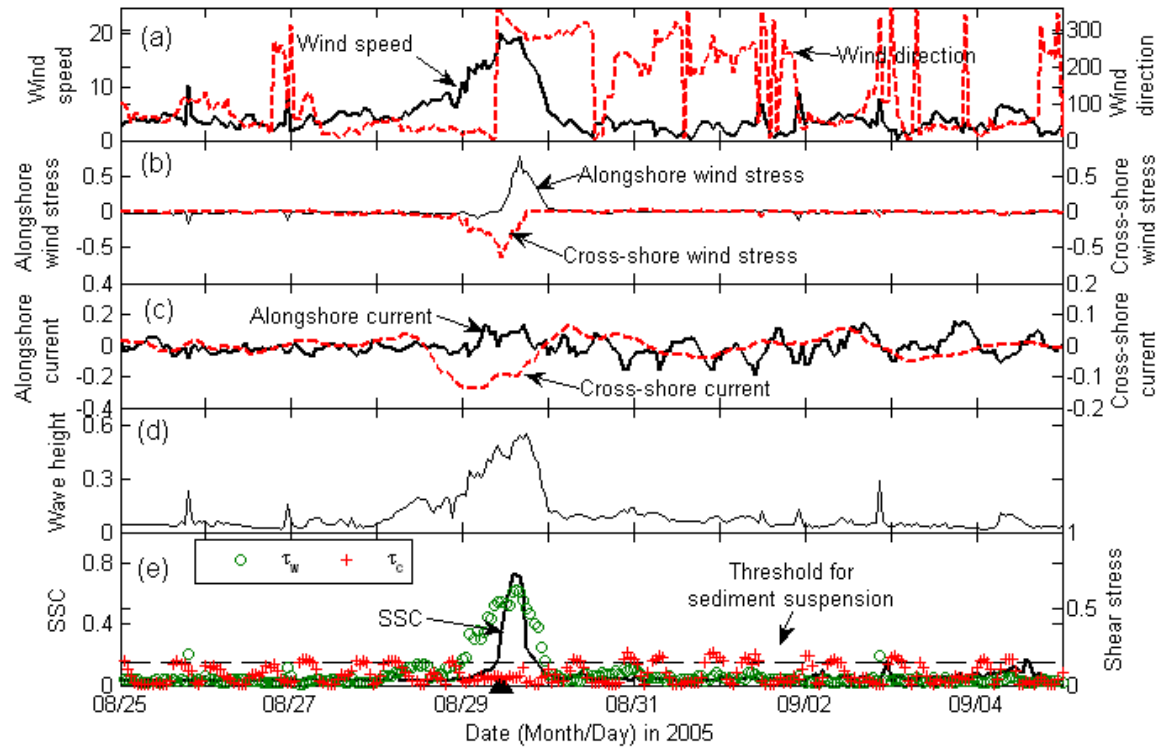 (a)
Wind speed
Wind direction
Wind
speed
20
10
0
300
200
100
0
Wind
direction
(b)
Alongshore wind stress
Cross-shore wind stress
Alongshore
wind stress
0.5
0
-0.5
0.5
0
-0.5
Cross-shore
wind stress
(c)
Alongshore current
Cross-shore current
Alongshore
current
0.4
0.2
0
-0.2
-0.4
0.2
0.1
0
-0.1
-0.2
Cross-shore
current
(d)
Wave height
0.6
0.3
0
(e)
τw
τc
SSC
Threshold for
sediment suspension
SSC
0.8
0.4
0
1
0.5
0
Shear stress
08/25
08/27
08/29
08/31
09/02
09/04
Date (Month/Day) in 2005